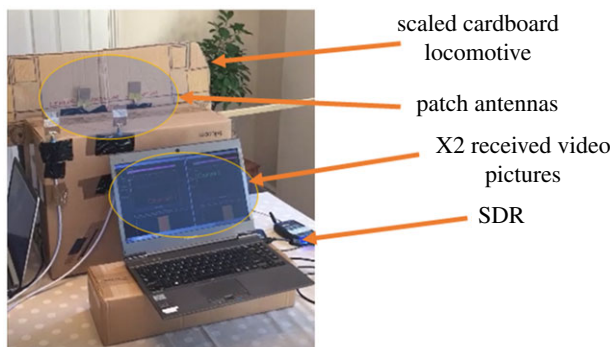 scaled cardboard
locomotive
patch antennas
X2 received video
pictures
SDR